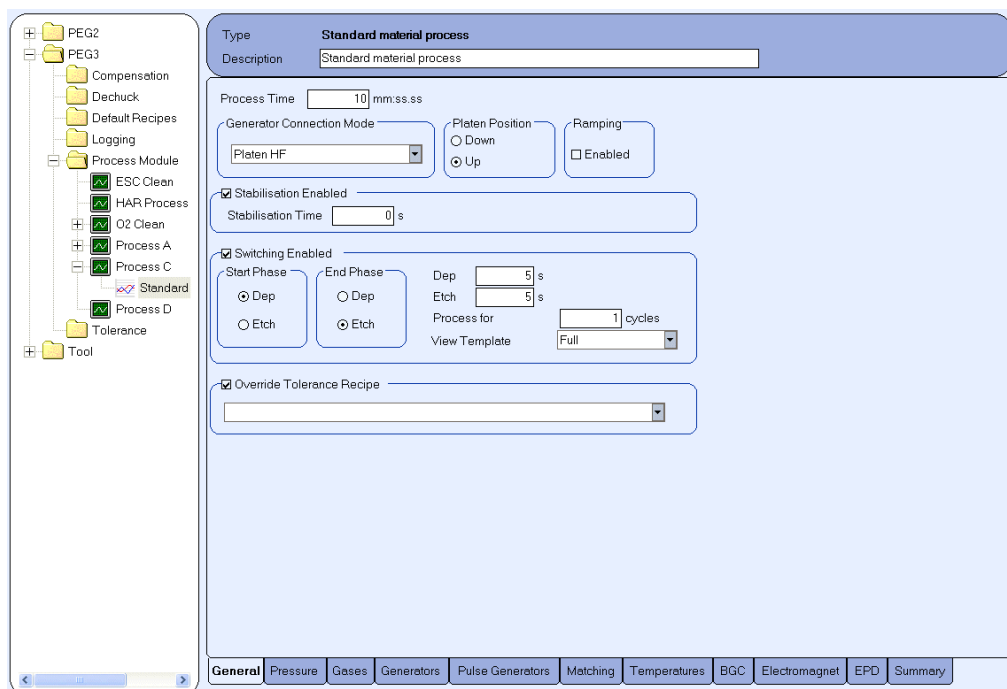 PEG2
PEG3
Compensation
Dechuck
Default Recipes
Logging
Process Module
ESC Clean
HAR Process
O2 Clean
Process A
Process C
Standard
Process D
Tolerance
Tool
Type Standard material process
Description Standard material process
Process Time 10 mm:ss.ss
Generator Connection Mode
Platen HF
Platen Position
Down
Up
Ramping
Enabled
Stabilisation Enabled
Stabilisation Time 0 s
Switching Enabled
Start Phase
Dep
Etch
End Phase
Dep
Etch
Dep 5 s
Etch 5 s
Process for 1 cycles
View Template Full
Override Tolerance Recipe
General Pressure Gases Generators Pulse Generators Matching Temperatures BGC Electromagnet EPD Summary